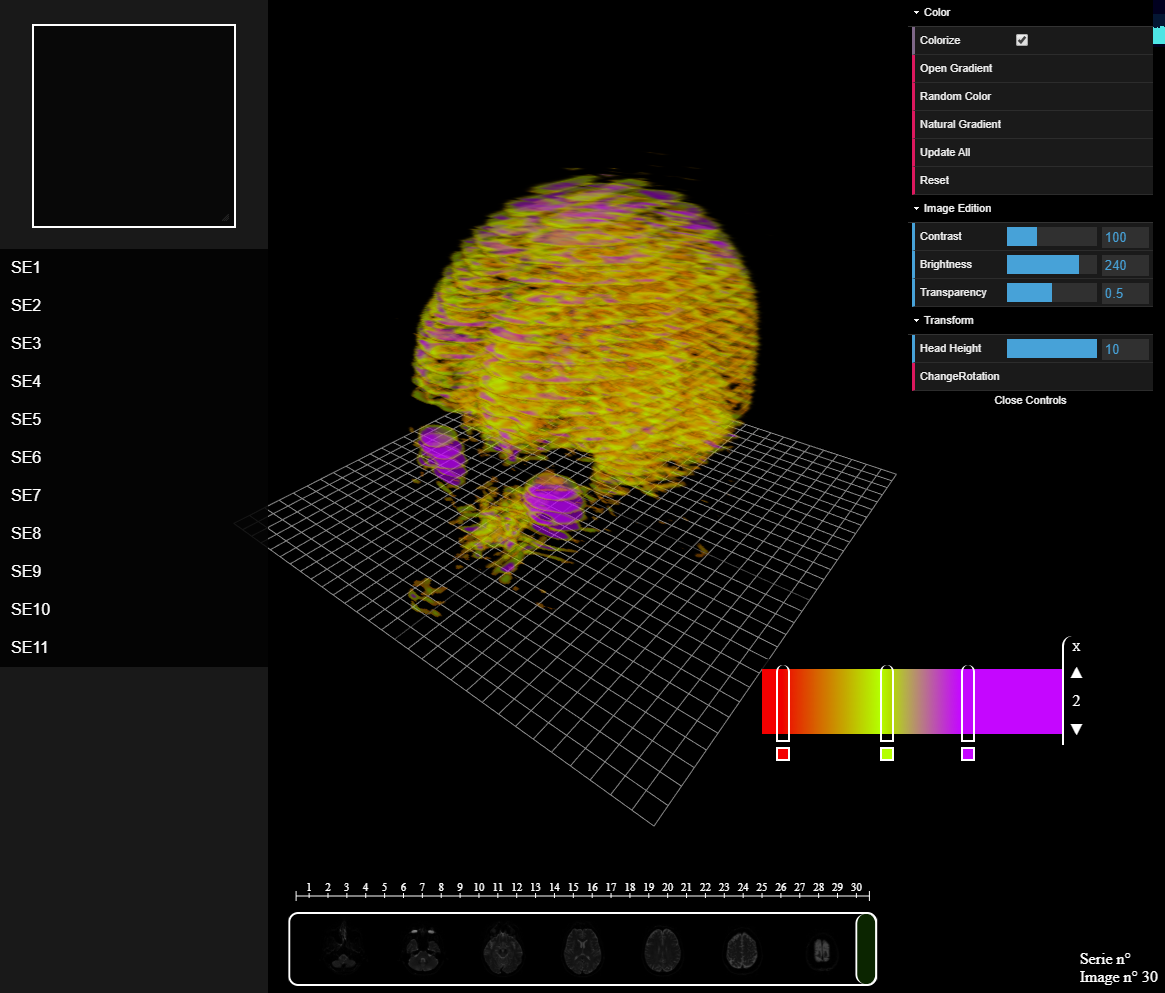 SE1
SE2
SE3
SE4
SE5
SE6
SE7
SE8
SE9
SE10
SE11
Color
Colorize
Open Gradient
Random Color
Natural Gradient
Update All
Reset
Image Edition
Contrast 100
Brightness 240
Transparency 0.5
Transform
Head Height 10
ChangeRotation
Close Controls
x
2
1 2 3 4 5 6 7 8 9 10 11 12 13 14 15 16 17 18 19 20 21 22 23 24 25 26 27 28 29 30
Serie n°
Image n° 30